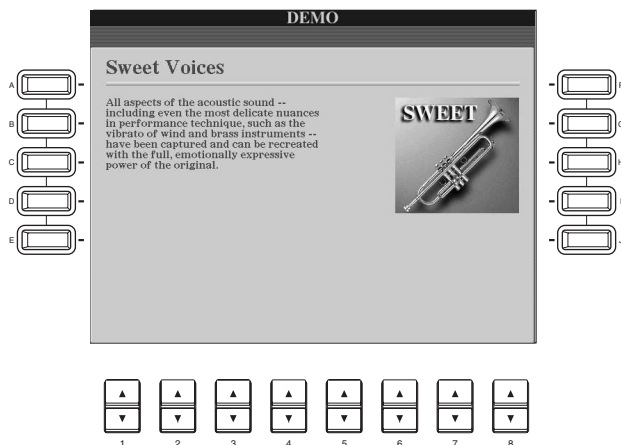 DEMO
Sweet Voices
All aspects of the acoustic sound --
including even the most delicate nuances
in performance technique, such as the
vibrato of wind and brass instruments --
have been captured and can be recreated
with the full, emotionally expressive
power of the original.
SWEET
A
B
C
D
E
F
G
H
I
J
1 2 3 4 5 6 7 8